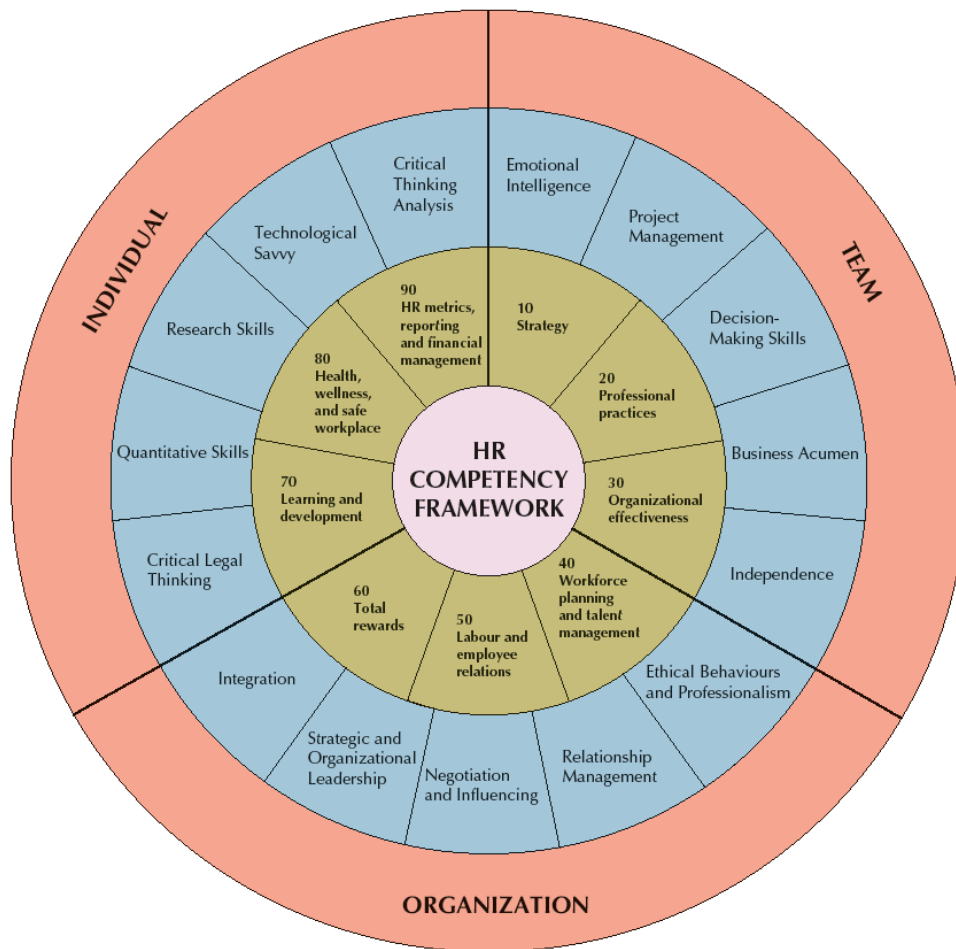 INDIVIDUAL
TEAM
ORGANIZATION
Critical
Thinking
Analysis
Emotional
Intelligence
Project
Management
Decision-
Making Skills
Business Acumen
Independence
Ethical Behaviours
and Professionalism
Relationship
Management
Negotiation
and Influencing
Strategic and
Organizational
Leadership
Integration
Critical Legal
Thinking
Quantitative Skills
Research Skills
Technological
Savvy
10
Strategy
20
Professional
practices
30
Organizational
effectiveness
40
Workforce
planning
and talent
management
50
Labour and
employee
relations
60
Total
rewards
70
Learning and
development
80
Health,
wellness,
and safe
workplace
90
HR metrics,
reporting
and financial
management
HR
COMPETENCY
FRAMEWORK